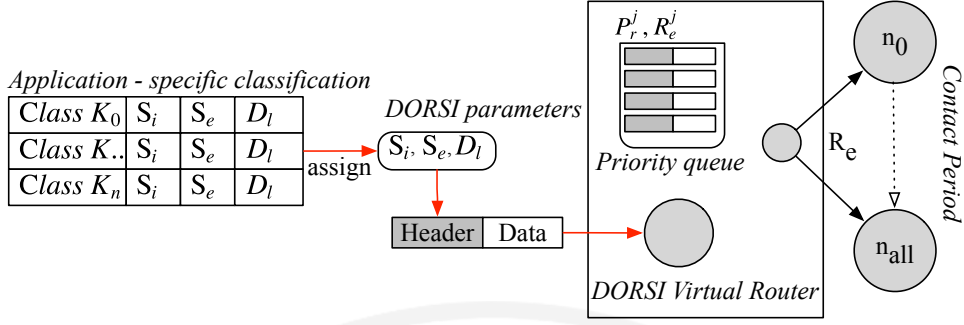 Application - specific classification
Class K0 Si Se Dl
Class K.. Si Se Dl
Class Kn Si Se Dl
assign
DORSI parameters
Si, Se, Dl
Header Data
P_r^j , R_e^j
Priority queue
DORSI Virtual Router
n0
Re
nall
Contact Period